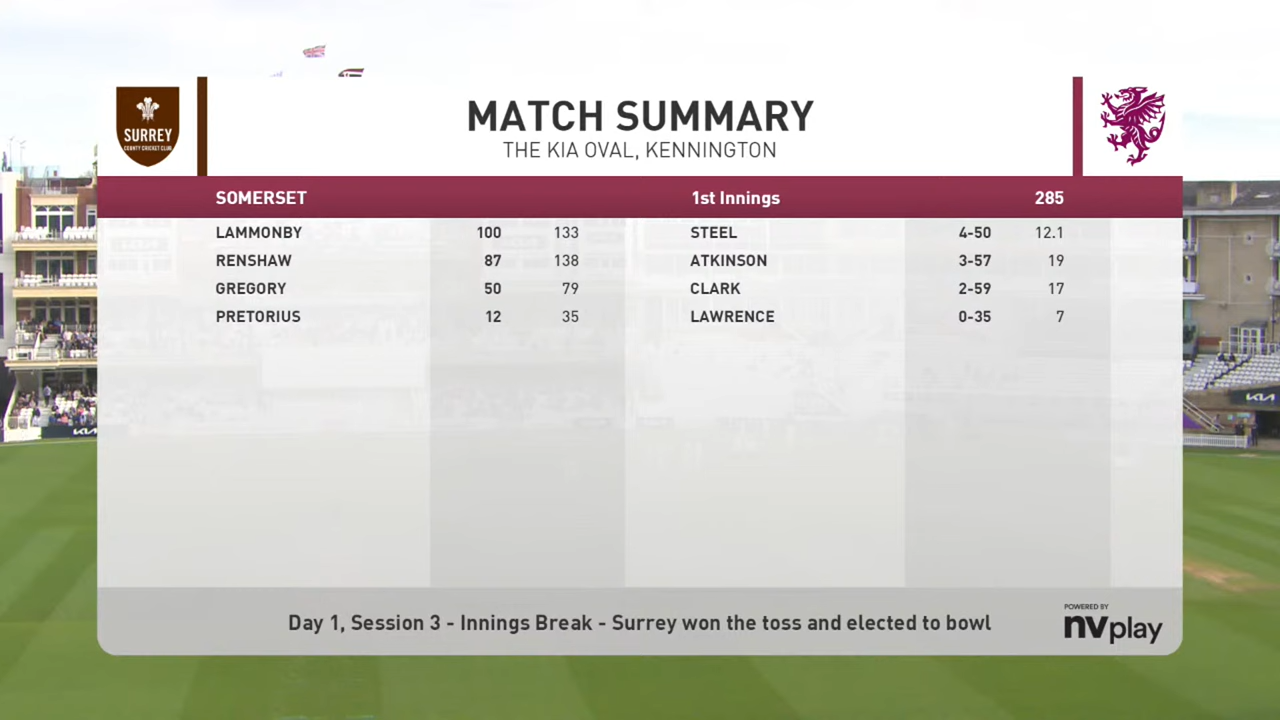 MATCH SUMMARY
THE KIA OVAL, KENNINGTON
SURREY
COUNTY CRICKET CLUB
SOMERSET 1st Innings 285
LAMMONBY 100 133 STEEL 4-50 12.1
RENSHAW 87 138 ATKINSON 3-57 19
GREGORY 50 79 CLARK 2-59 17
PRETORIUS 12 35 LAWRENCE 0-35 7
Day 1, Session 3 - Innings Break - Surrey won the toss and elected to bowl
POWERED BY
nvplay
KIA
KIA